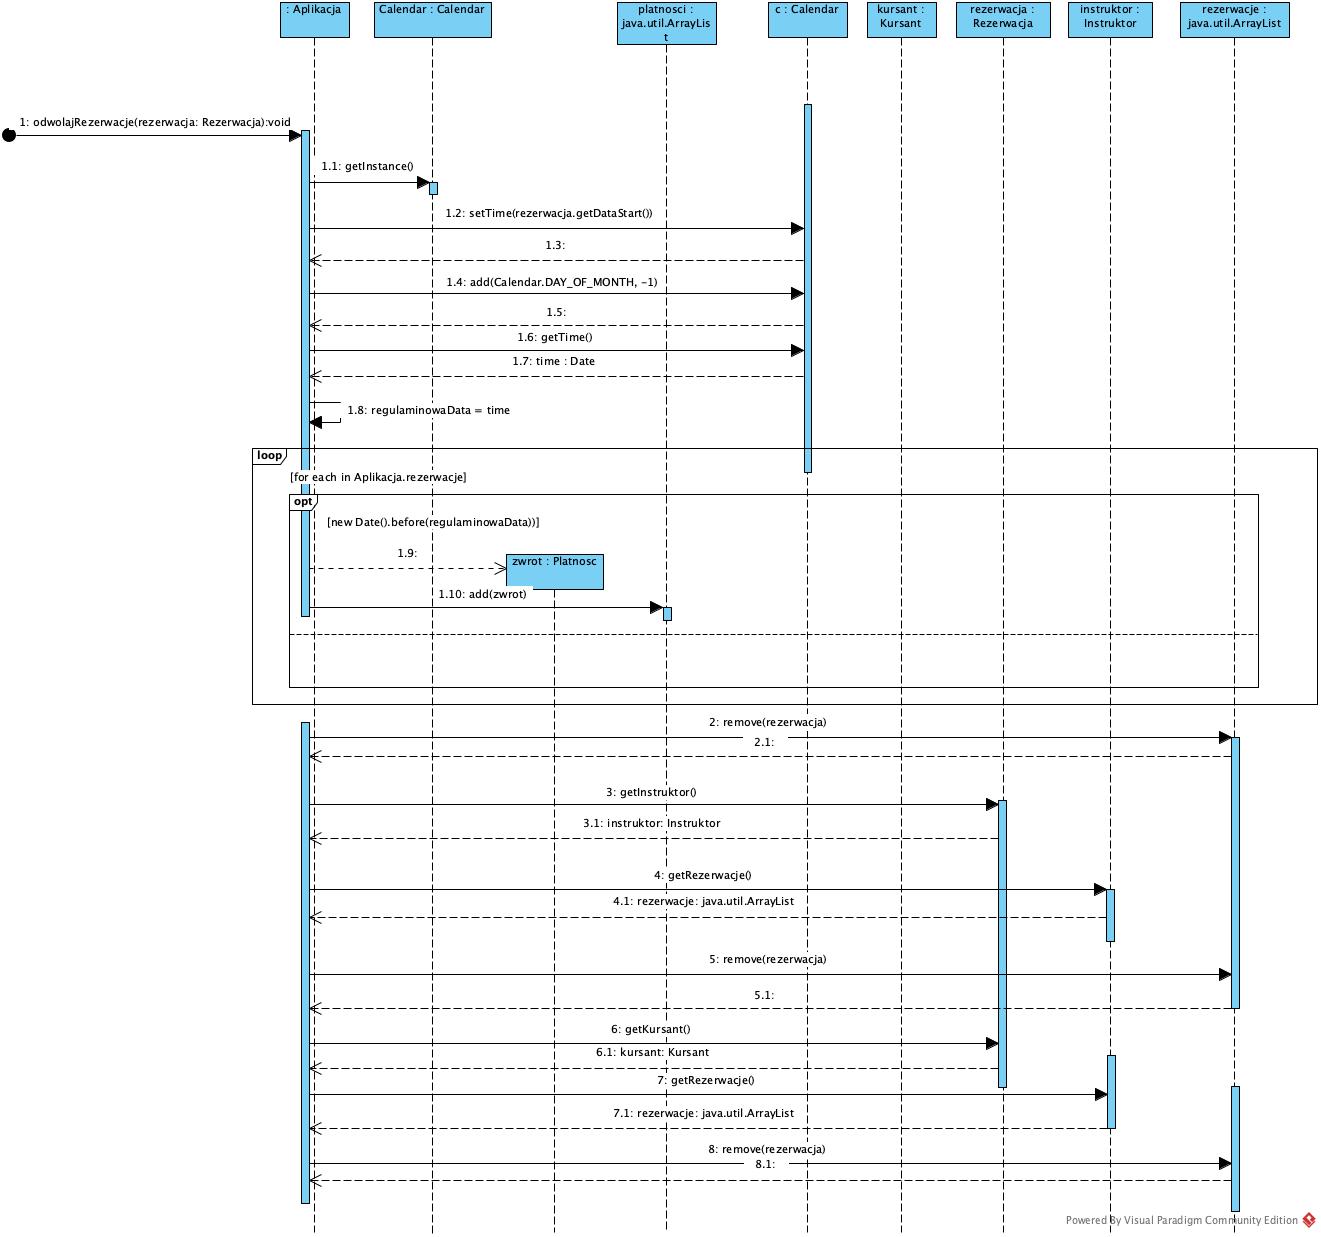 : Aplikacja
Calendar : Calendar
platnosci :
java.util.ArrayLis
t
c : Calendar
kursant :
Kursant
rezerwacja :
Rezerwacja
instruktor :
Instruktor
rezerwacje :
java.util.ArrayList
1: odwolajRezerwacje(rezerwacja: Rezerwacja):void
1.1: getInstance()
1.2: setTime(rezerwacja.getDataStart())
1.3:
1.4: add(Calendar.DAY_OF_MONTH, -1)
1.5:
1.6: getTime()
1.7: time : Date
1.8: regulaminowaData = time
loop
[for each in Aplikacja.rezerwacje]
opt
[new Date().before(regulaminowaData))]
1.9:
zwrot : Platnosc
1.10: add(zwrot)
2: remove(rezerwacja)
2.1:
3: getInstruktor()
3.1: instruktor: Instruktor
4: getRezerwacje()
4.1: rezerwacje: java.util.ArrayList
5: remove(rezerwacja)
5.1:
6: getKursant()
6.1: kursant: Kursant
7: getRezerwacje()
7.1: rezerwacje: java.util.ArrayList
8: remove(rezerwacja)
8.1:
Powered By Visual Paradigm Community Edition